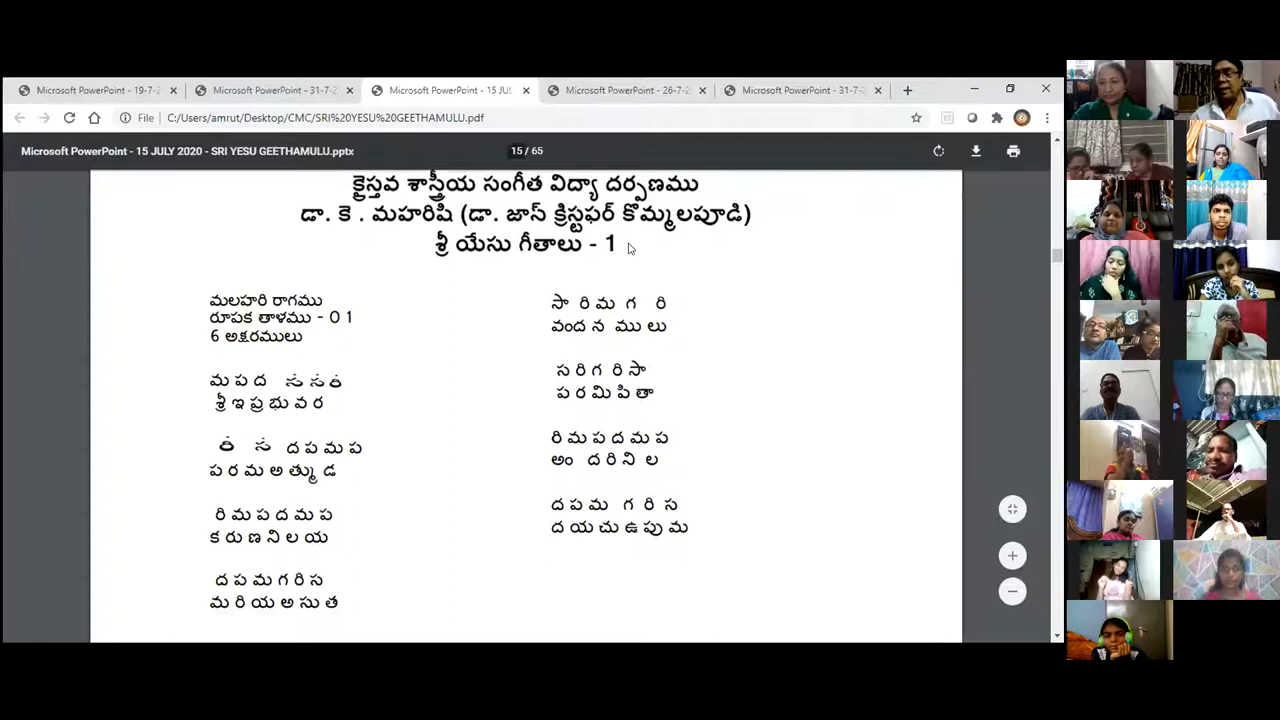 Microsoft PowerPoint - 19-7-2
Microsoft PowerPoint - 31-7-2
Microsoft PowerPoint - 15 JUL
Microsoft PowerPoint - 26-7-2
Microsoft PowerPoint - 31-7-2
File C:/Users/amrut/Desktop/CMC/SRI%20YESU%20GEETHAMULU.pdf
Microsoft PowerPoint - 15 JULY 2020 - SRI YESU GEETHAMULU.pptx
15 / 65
క్రైస్తవ శాస్త్రీయ సంగీత విద్యా దర్పణము
డా. కె . మహరిషి (డా. జాన్ క్రిస్టఫర్ కొమ్మలపూడి)
శ్రీ యేసు గీతాలు - 1
మలహరి రాగము
రూపక తాళము - 0 1
6 అక్షరములు
మ ప ద స స రి
శ్రీ ఇ ప్ర భు వ ర
రి స ద ప మ ప
ప ర మ అ త్ము డ
రి మ ప ద మ ప
క రు ణ ని ల య
ద ప మ గ రి స
మ రి య అ సు త
సా రి మ గ రి
వంద న ము లు
స రి గ రి సా
ప ర మి పి తా
రి మ ప ద మ ప
అం ద రి ని ల
ద ప మ గ రి స
ద య చు ఉ పు మ